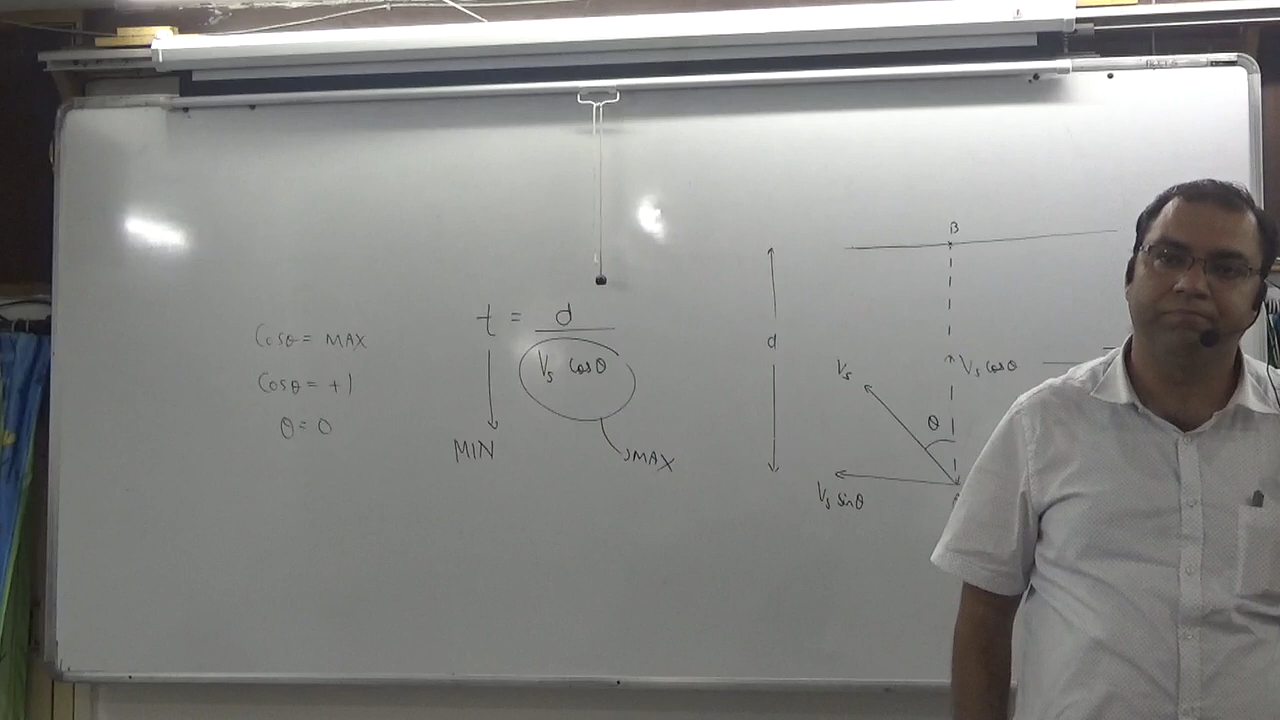 Cosθ = MAX
Cosθ = +1
θ = 0
t = d
Vs Cosθ
MIN
MAX
B
d
Vs
Vs Cosθ
θ
Vs sinθ